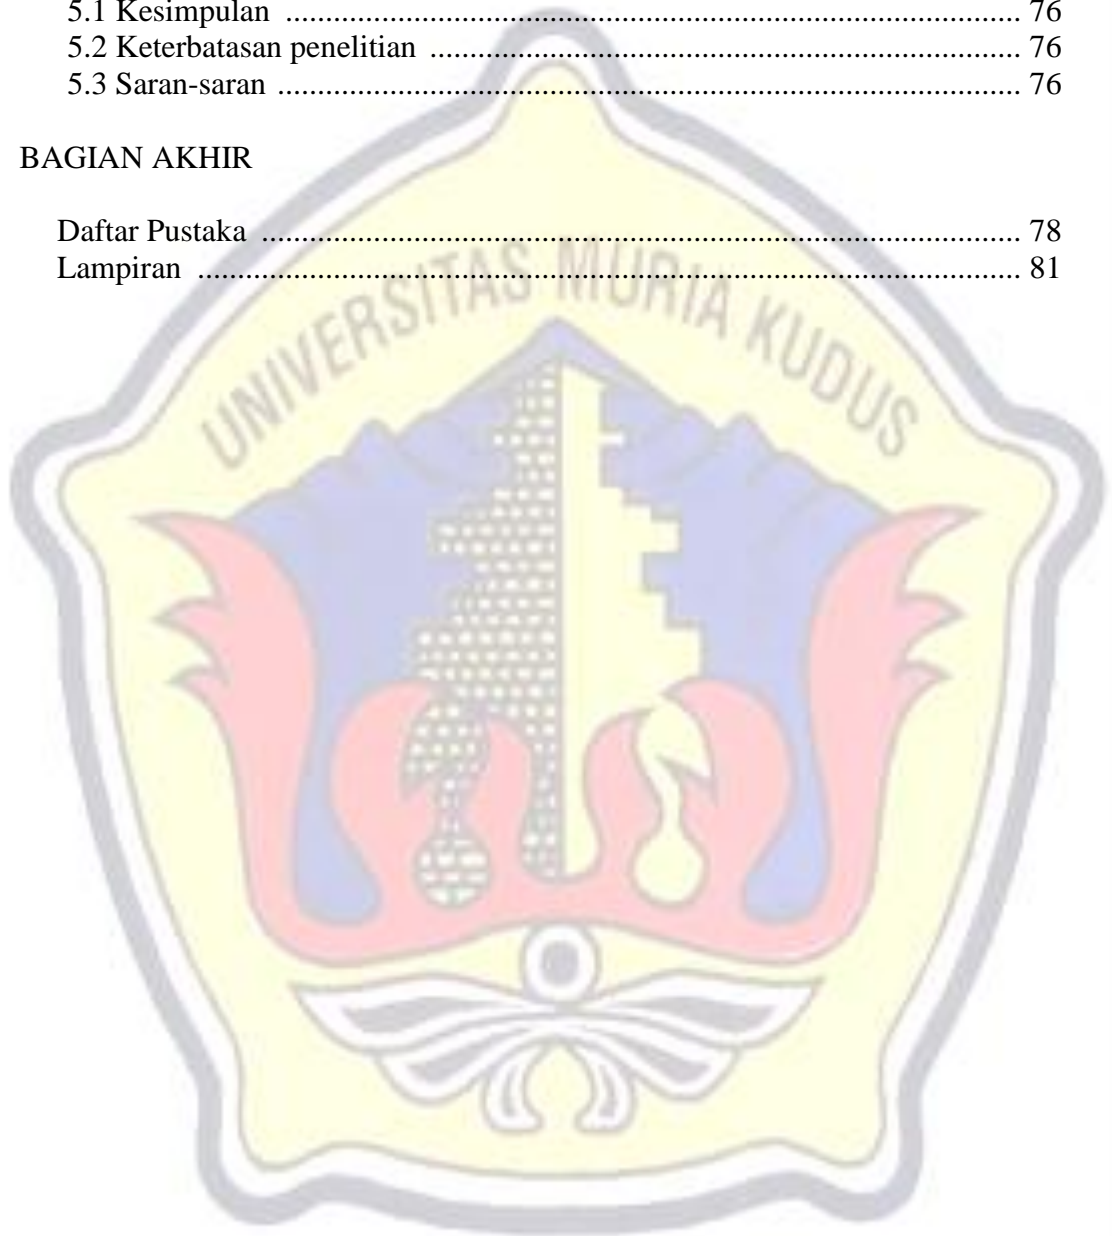 5.1 Kesimpulan ........................................................................................... 76
5.2 Keterbatasan penelitian ......................................................................... 76
5.3 Saran-saran ............................................................................................ 76
BAGIAN AKHIR
Daftar Pustaka .............................................................................................. 78
Lampiran ...................................................................................................... 81
UNIVERSITAS MURIA KUDUS